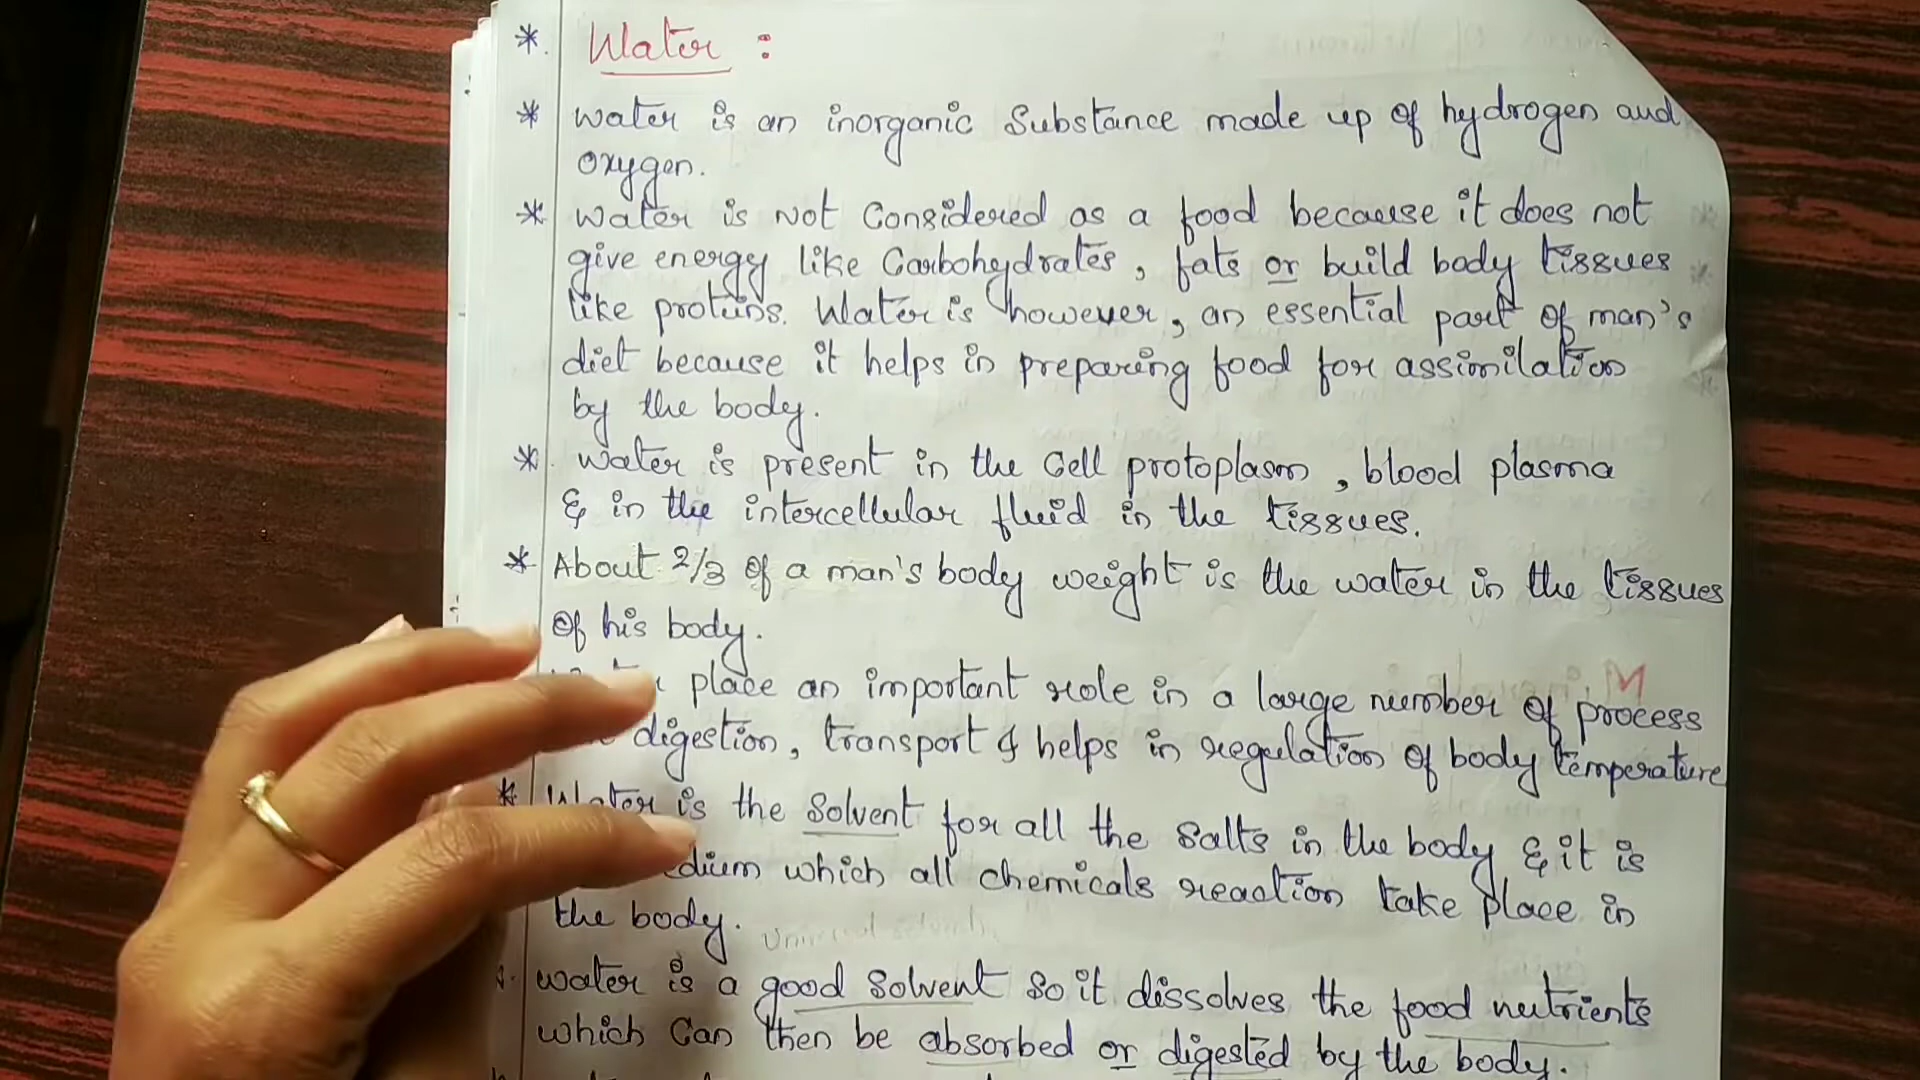 * Water :
* Water is an inorganic Substance made up of hydrogen and
oxygen.
* Water is not Considered as a food because it does not
give energy like Carbohydrates, fats or build body tissues
like proteins. Water is however, an essential part of man's
diet because it helps in preparing food for assimilation
by the body.
* Water is present in the Cell protoplasm, blood plasma
& in the intercellular fluid in the tissues.
* About 2/3 of a man's body weight is the water in the tissues
of his body.
place an important role in a large number of process
M
digestion, transport & helps in regulation of body temperature
* Water is the Solvent for all the Salts in the body & it is
which all chemicals reaction take place in
the body.
* Water is a good Solvent So it dissolves the food nutrients
which Can then be absorbed or digested by the body.